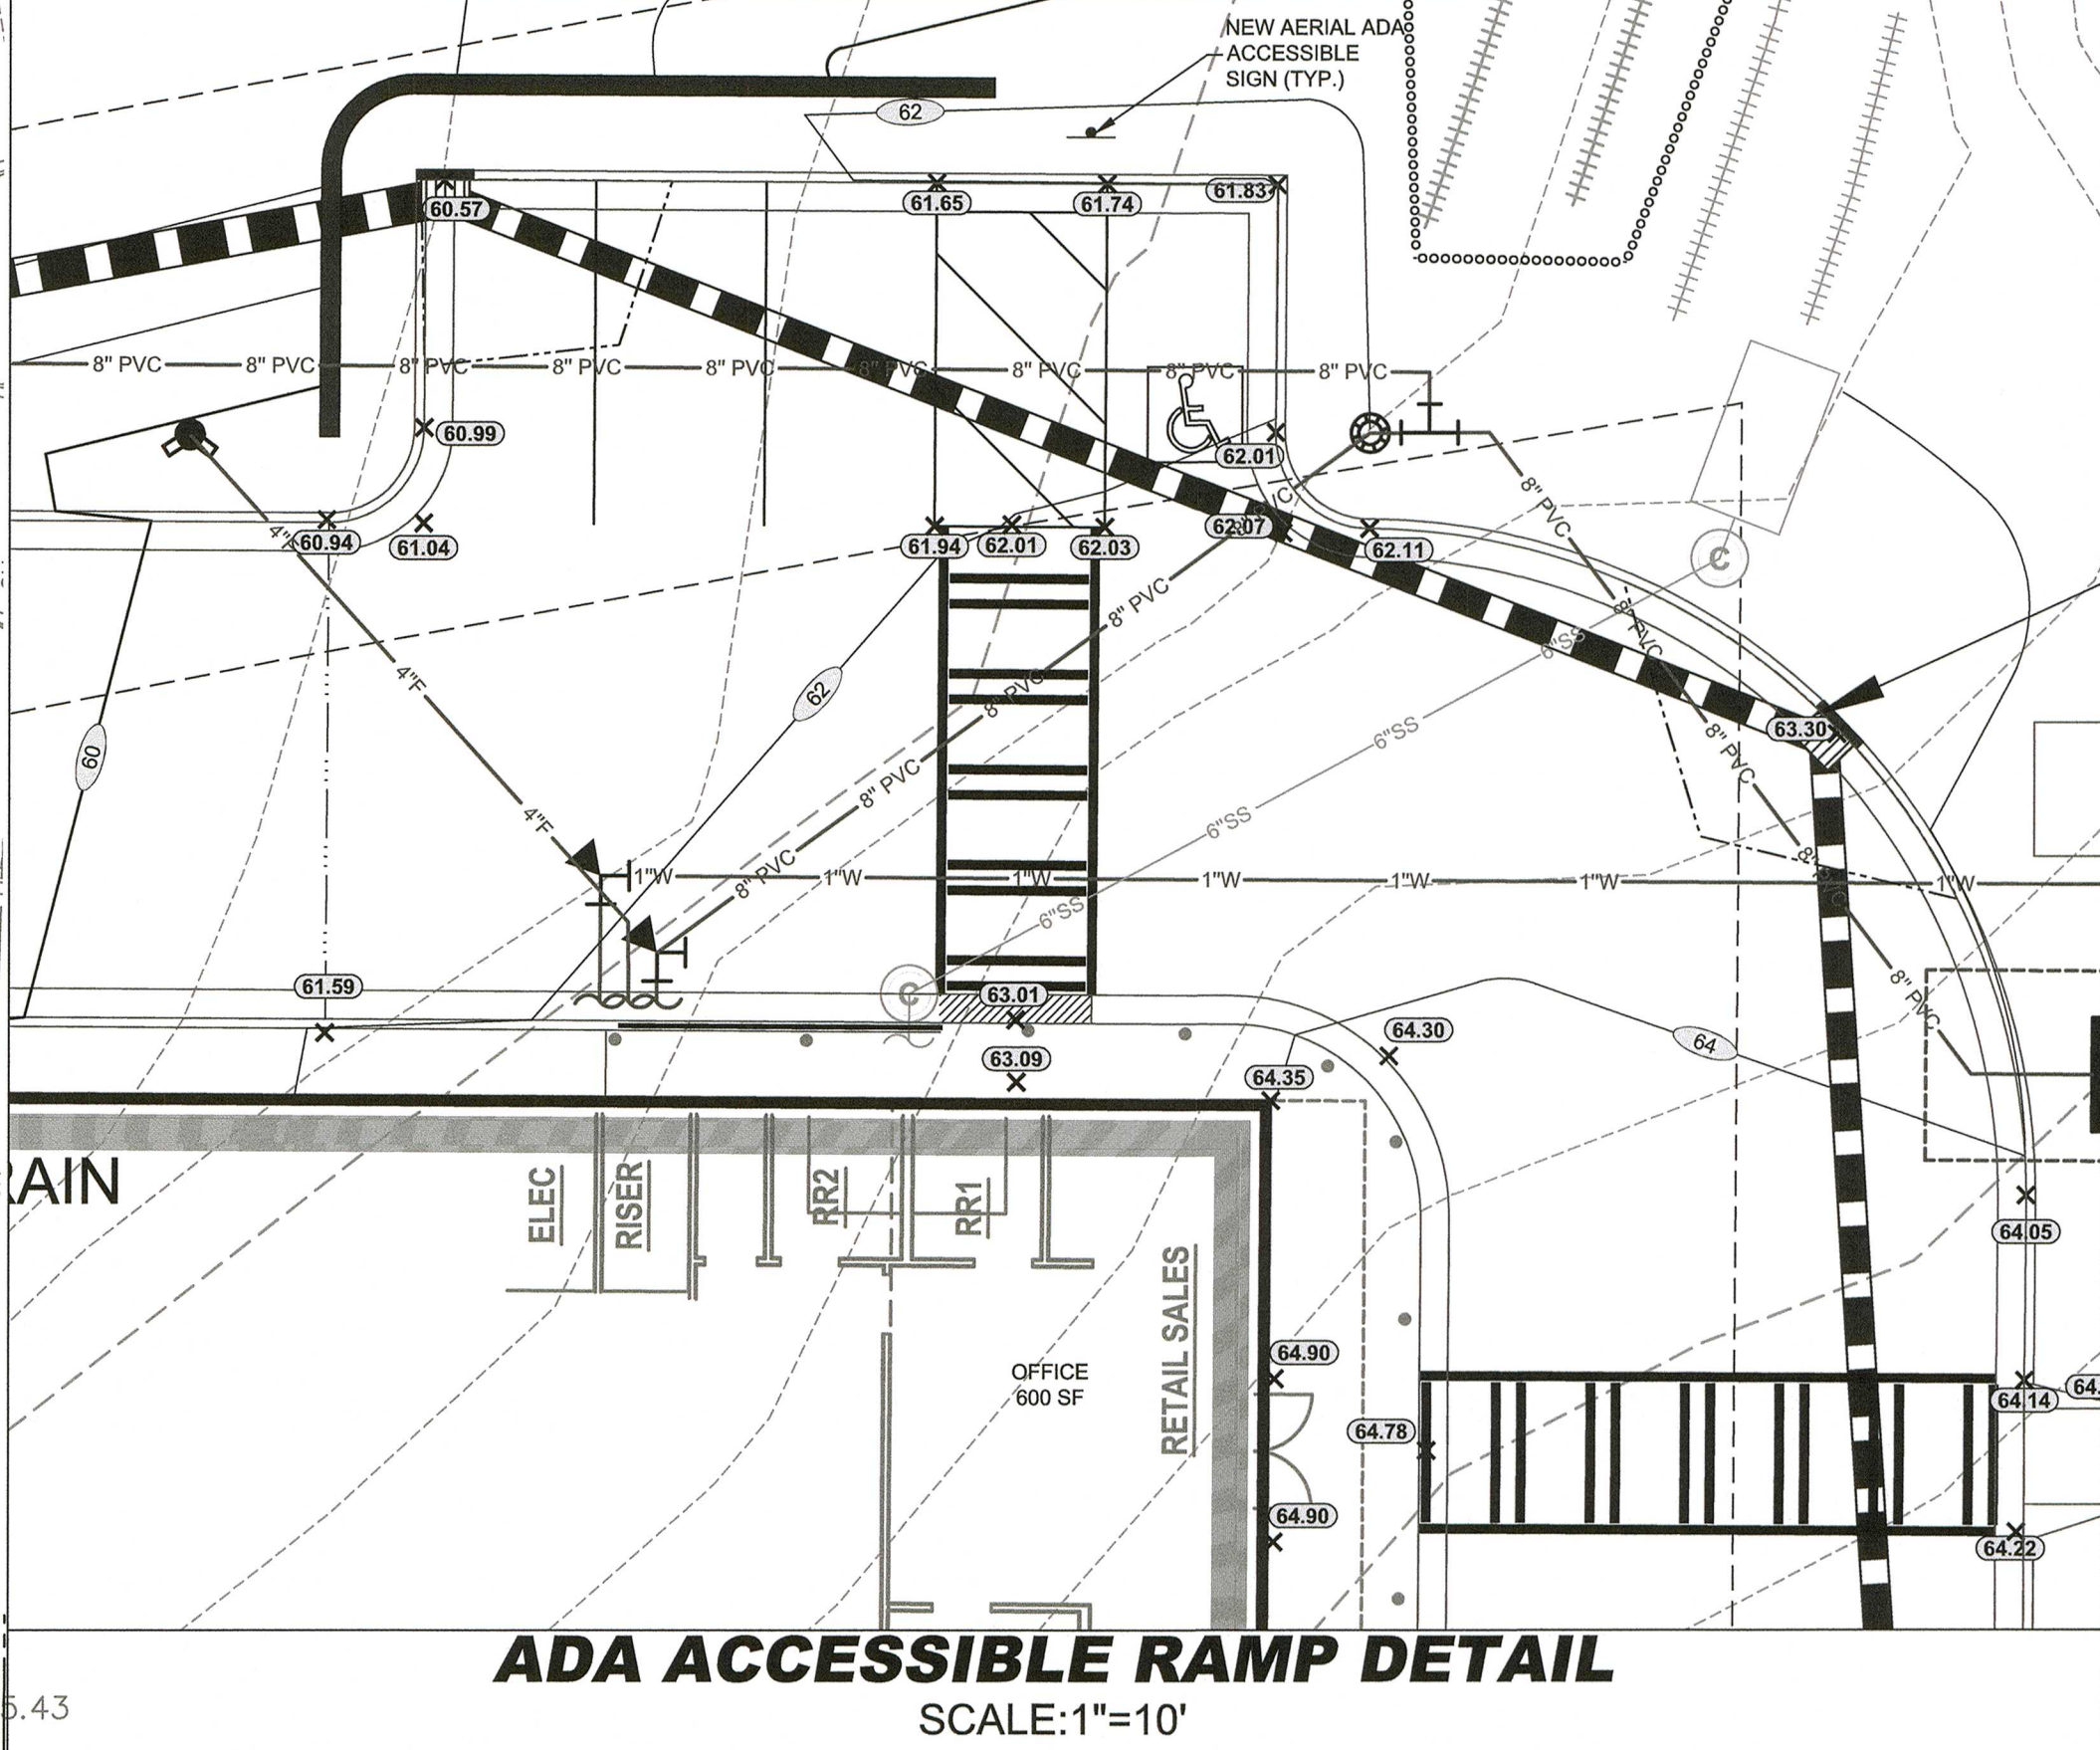 NEW AERIAL ADA
ACCESSIBLE
SIGN (TYP.)
62
60.57
61.65
61.74
61.83
8" PVC
8" PVC
8" PVC
8" PVC
8" PVC
8" PVC
8" PVC
8" PVC
8" PVC
60.99
62.01
8" PVC
4"F
60.94
61.04
61.94
62.01
62.03
62.07
62.11
C
8" PVC
8" PVC
6"SS
4"F
62
8" PVC
63.30
6"SS
8" PVC
60
8" PVC
4"F
6"SS
1"W
8" PVC
1"W
1"W
1"W
1"W
1"W
8" PVC
1"W
6"SS
61.59
C
63.01
8" PVC
64.30
64
63.09
64.35
RAIN
ELEC
RISER
RR2
RR1
64.05
RETAIL SALES
OFFICE
600 SF
64.90
64.14
64.
64.78
64.90
64.22
ADA ACCESSIBLE RAMP DETAIL
SCALE:1"=10'
5.43